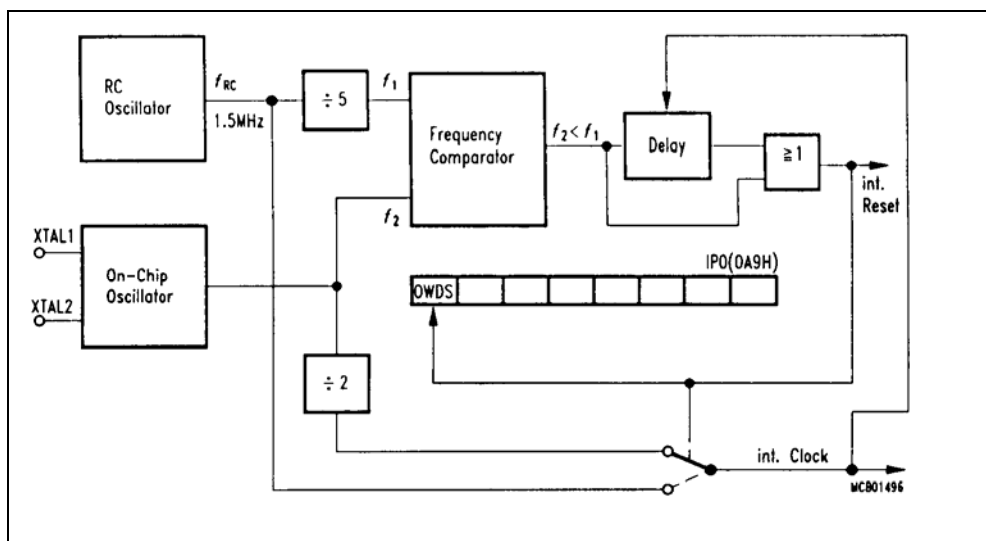 RC
Oscillator
fRC
1.5MHz
÷ 5
f1
Frequency
Comparator
f2 < f1
Delay
≥1
int.
Reset
f2
XTAL1
XTAL2
On-Chip
Oscillator
IP0(0A9H)
OWDS
÷ 2
int. Clock
MCB01496